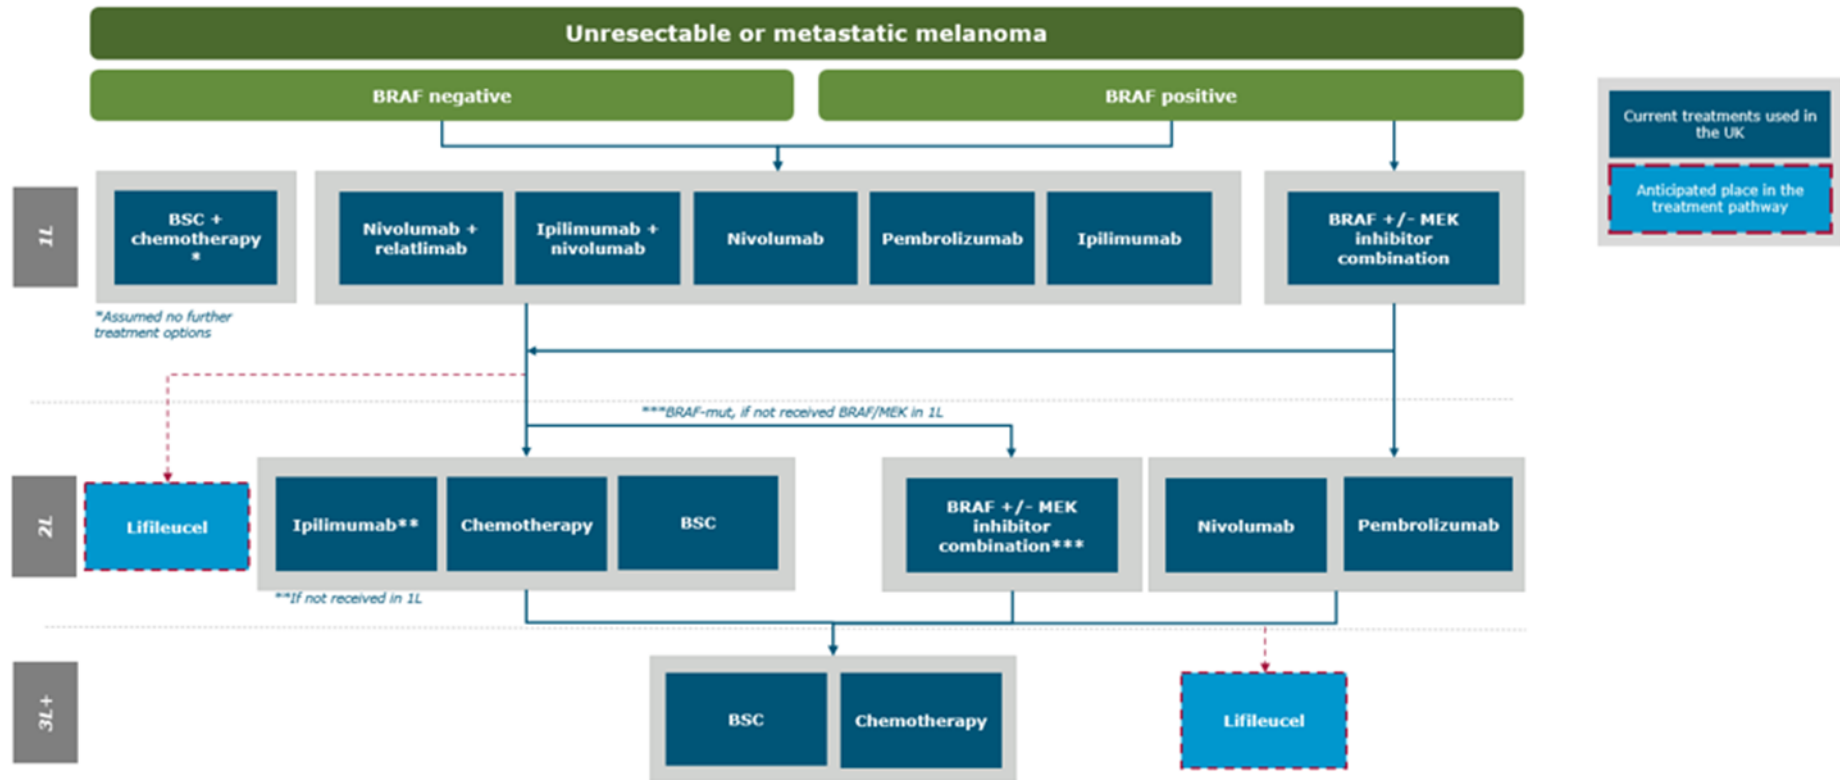 Unresectable or metastatic melanoma
BRAF negative
BRAF positive
Current treatments used in
the UK
Anticipated place in the
treatment pathway
1L
BSC +
chemotherapy
*
Nivolumab +
relatlimab
Ipilimumab +
nivolumab
Nivolumab
Pembrolizumab
Ipilimumab
BRAF +/- MEK
inhibitor
combination
*Assumed no further
treatment options
***BRAF-mut, if not received BRAF/MEK in 1L
2L
Lifileucel
Ipilimumab**
Chemotherapy
BSC
BRAF +/- MEK
inhibitor
combination***
Nivolumab
Pembrolizumab
**If not received in 1L
3L+
BSC
Chemotherapy
Lifileucel